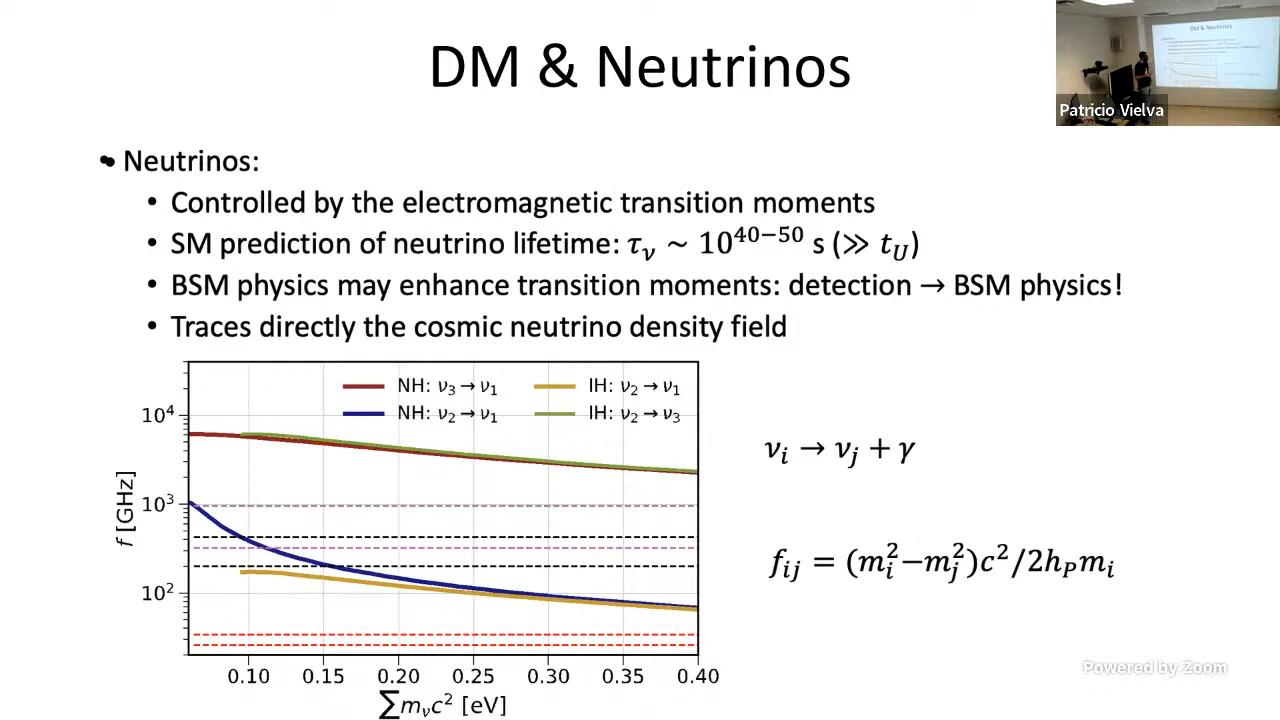 DM & Neutrinos
Patricio Vielva
• Neutrinos:
• Controlled by the electromagnetic transition moments
• SM prediction of neutrino lifetime: τ_ν ~ 10^{40−50} s (≫ t_U)
• BSM physics may enhance transition moments: detection → BSM physics!
• Traces directly the cosmic neutrino density field
NH: ν₃→ν₁
IH: ν₂→ν₁
NH: ν₂→ν₁
IH: ν₂→ν₃
10⁴
10³
10²
f [GHz]
0.10 0.15 0.20 0.25 0.30 0.35 0.40
∑m_νc² [eV]
ν_i → ν_j + γ
f_{ij} = (m_i²−m_j²)c²/2h_Pm_i
Powered by Zoom